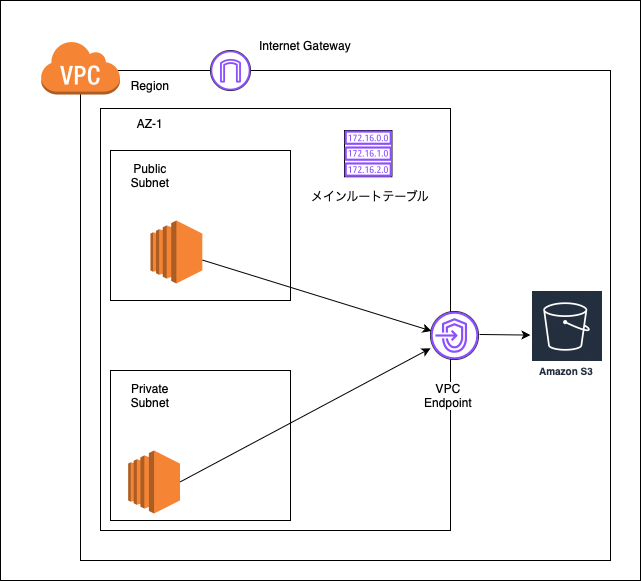 Internet Gateway
VPC
Region
AZ-1
172.16.0.0
172.16.1.0
172.16.2.0
メインルートテーブル
Public
Subnet
Private
Subnet
VPC
Endpoint
Amazon S3